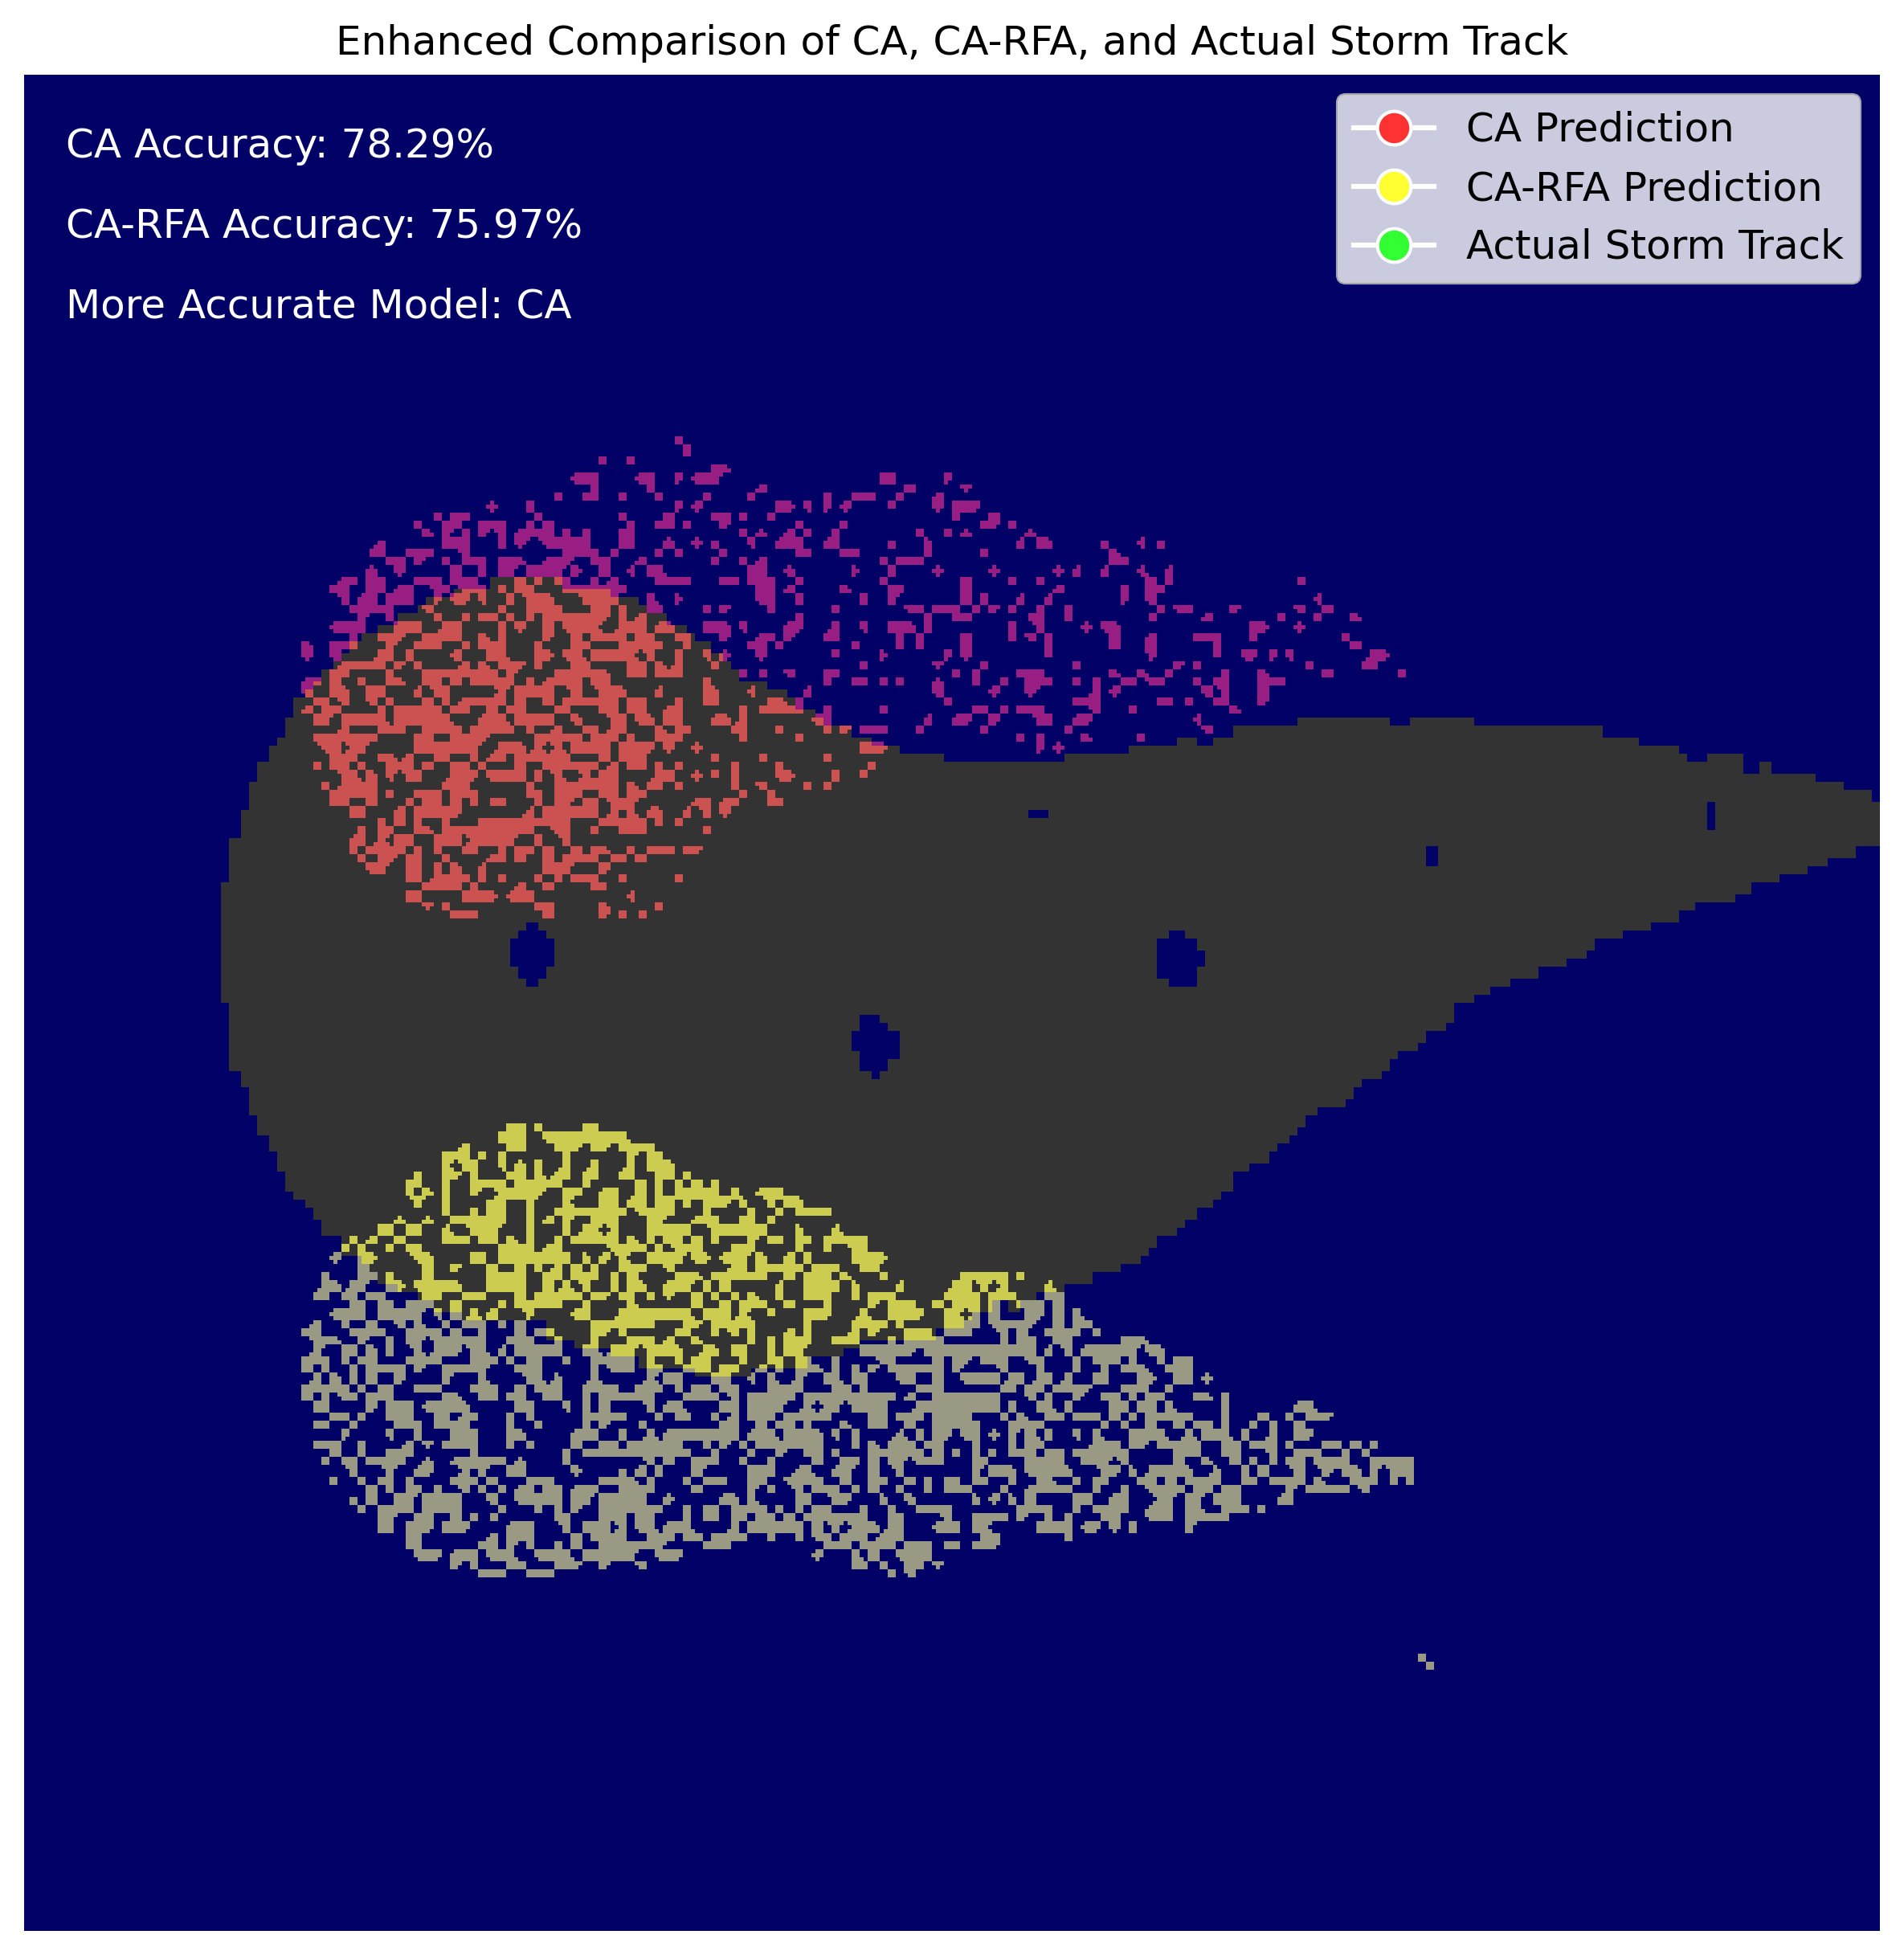 Enhanced Comparison of CA, CA-RFA, and Actual Storm Track
CA Accuracy: 78.29%
CA-RFA Accuracy: 75.97%
More Accurate Model: CA
CA Prediction
CA-RFA Prediction
Actual Storm Track